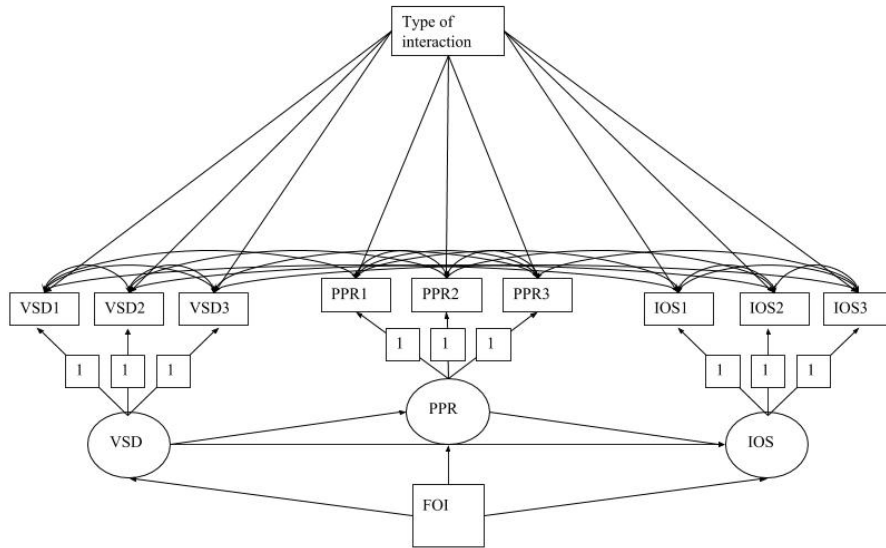 Type of
interaction
VSD1
VSD2
VSD3
PPR1
PPR2
PPR3
IOS1
IOS2
IOS3
1
1
1
1
1
1
1
1
1
VSD
PPR
IOS
FOI